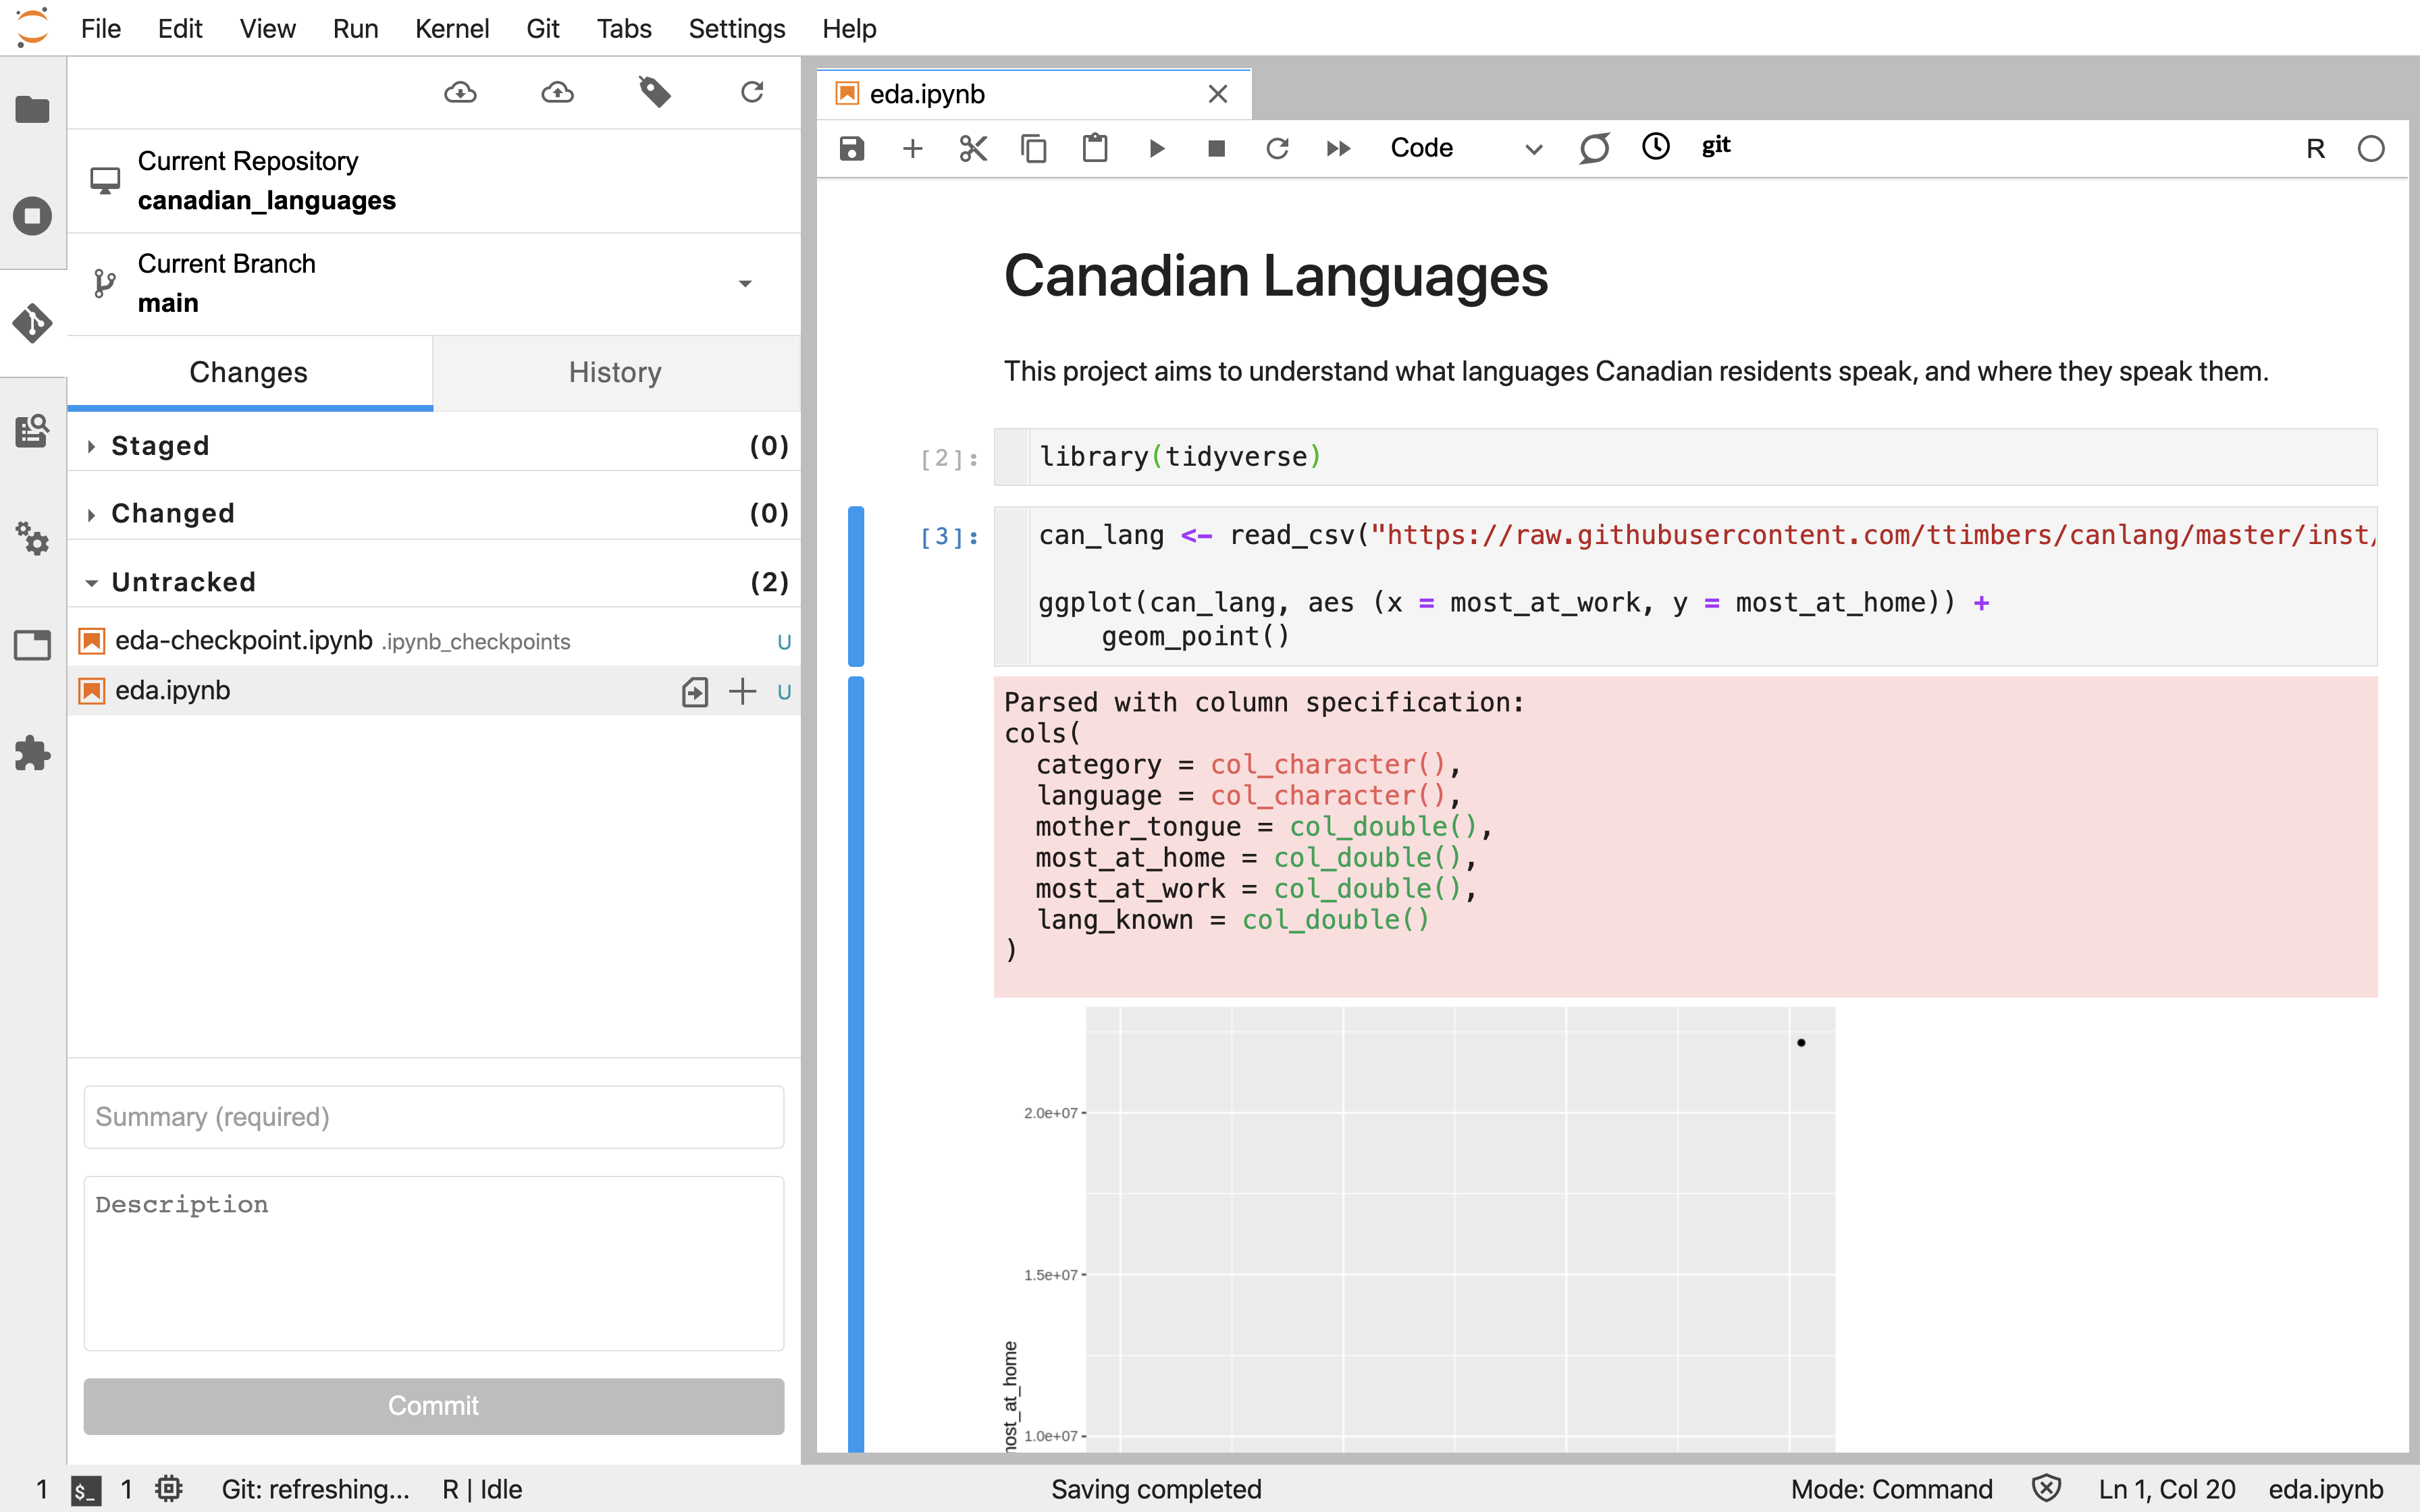 File Edit View Run Kernel Git Tabs Settings Help
Current Repository
canadian_languages
Current Branch
main
Changes History
Staged (0)
Changed (0)
Untracked (2)
eda-checkpoint.ipynb .ipynb_checkpoints U
eda.ipynb U
Summary (required)
Description
Commit
eda.ipynb
Code git R
Canadian Languages
This project aims to understand what languages Canadian residents speak, and where they speak them.
[2]: library(tidyverse)
[3]: can_lang <- read_csv("https://raw.githubusercontent.com/ttimbers/canlang/master/inst/
ggplot(can_lang, aes (x = most_at_work, y = most_at_home)) +
geom_point()
Parsed with column specification:
cols(
category = col_character(),
language = col_character(),
mother_tongue = col_double(),
most_at_home = col_double(),
most_at_work = col_double(),
lang_known = col_double()
)
2.0e+07
1.5e+07
1.0e+07
most_at_home
1 $_ 1 Git: refreshing... R | Idle Saving completed Mode: Command Ln 1, Col 20 eda.ipynb